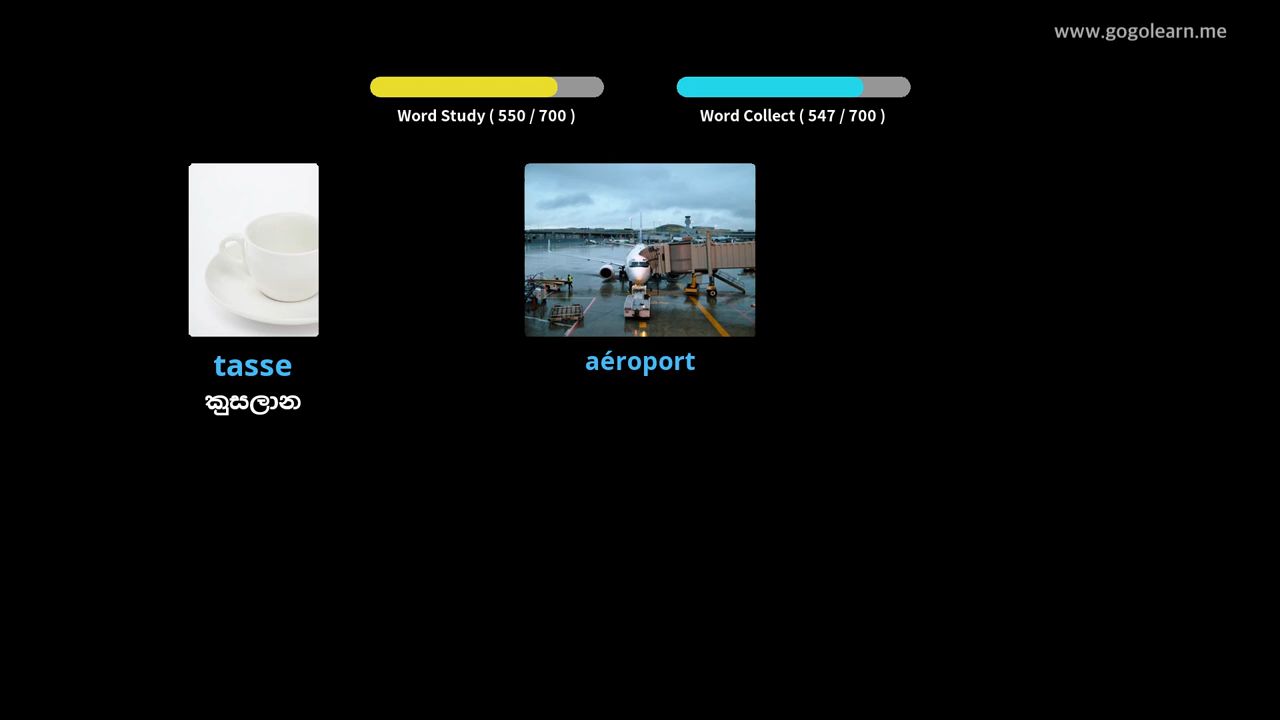 www.gogolearn.me
Word Study ( 550 / 700 )
Word Collect ( 547 / 700 )
tasse
කුසලාන
aéroport